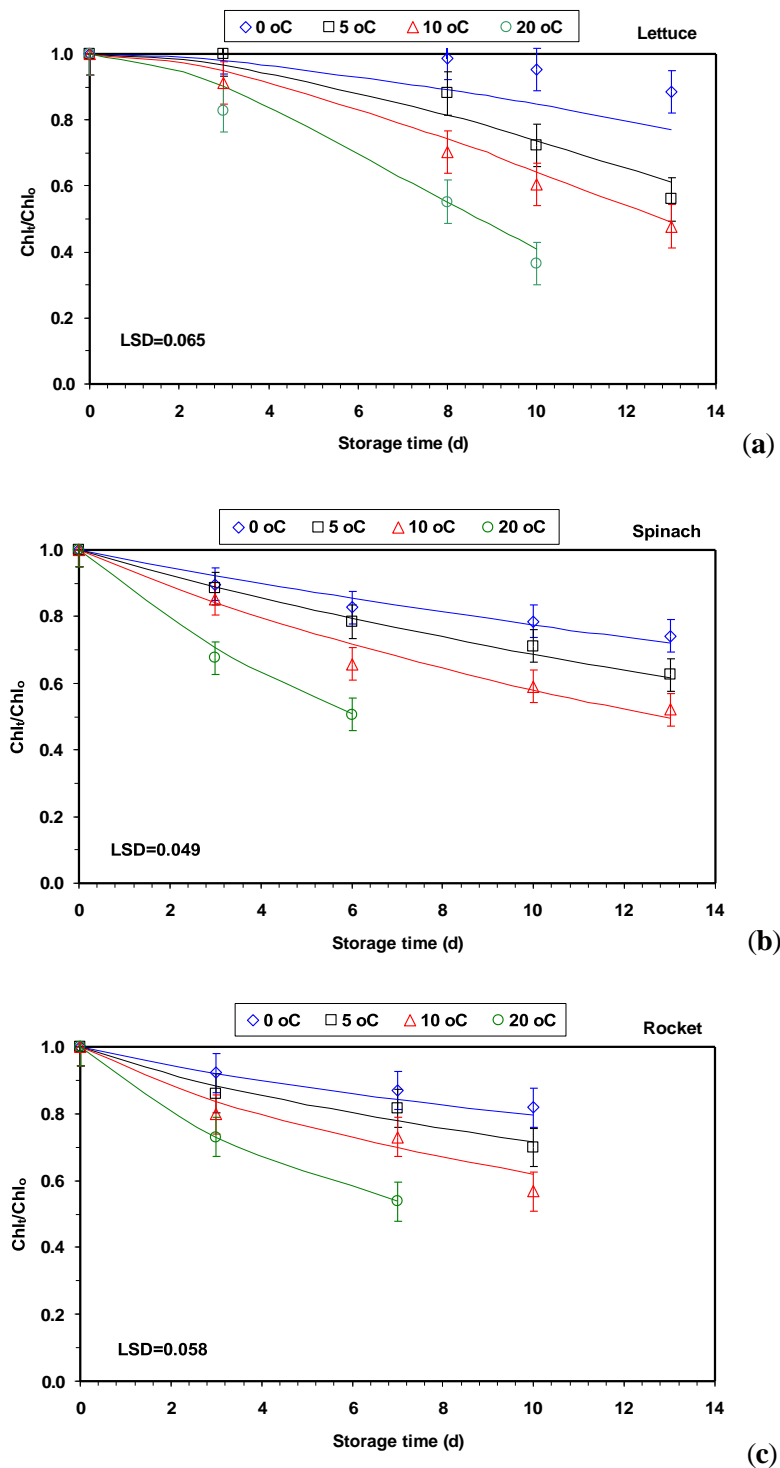 0 oC 5 oC 10 oC 20 oC
Lettuce
1.0
0.8
0.6
0.4
0.2
0.0
Chlt/Chlo
LSD=0.065
0 2 4 6 8 10 12 14
Storage time (d)
(a)
0 oC 5 oC 10 oC 20 oC
Spinach
1.0
0.8
0.6
0.4
0.2
0.0
Chlt/Chlo
LSD=0.049
0 2 4 6 8 10 12 14
Storage time (d)
(b)
0 oC 5 oC 10 oC 20 oC
Rocket
1.0
0.8
0.6
0.4
0.2
0.0
Chlt/Chlo
LSD=0.058
0 2 4 6 8 10 12 14
Storage time (d)
(c)